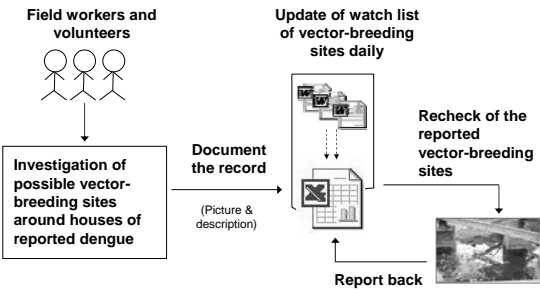 Field workers and
volunteers
Update of watch list
of vector-breeding
sites daily
Investigation of
possible vector-
breeding sites
around houses of
reported dengue
Document
the record
(Picture &
description)
W
W
W
X
Recheck of the
reported
vector-breeding
sites
Report back